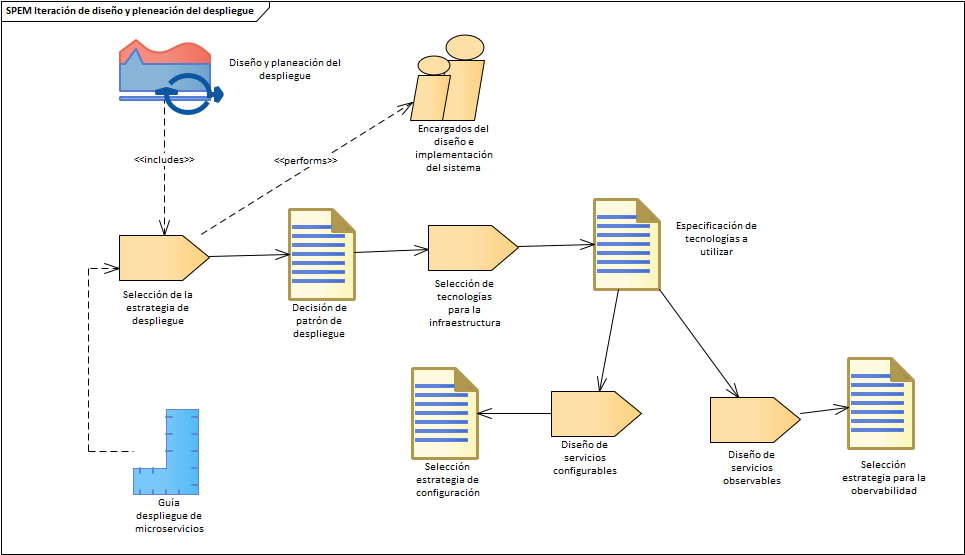 SPEM Iteración de diseño y pleneación del despliegue
Diseño y planeación del
despliegue
Encargados del
diseño e
implementación
del sistema
<<includes>>
<<performs>>
Especificación de
tecnologías a
utilizar
Selección de la
estrategia de
despliegue
Decisión de
patrón de
despliegue
Selección de
tecnologías
para la
infraestructura
Selección
estrategia de
configuración
Diseño de
servicios
configurables
Diseño de
servicios
observables
Selección
estrategia para la
obervabilidad
Guia
despliegue de
microservicios